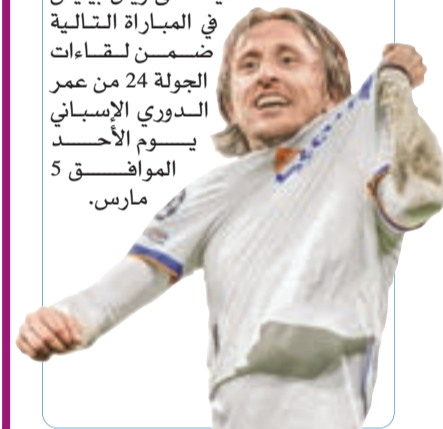 في المباراة التالية
ضمن لقاءات
الجولة 24 من عمر
الدوري الإسباني
يوم الأحد
الموافق 5
مارس.